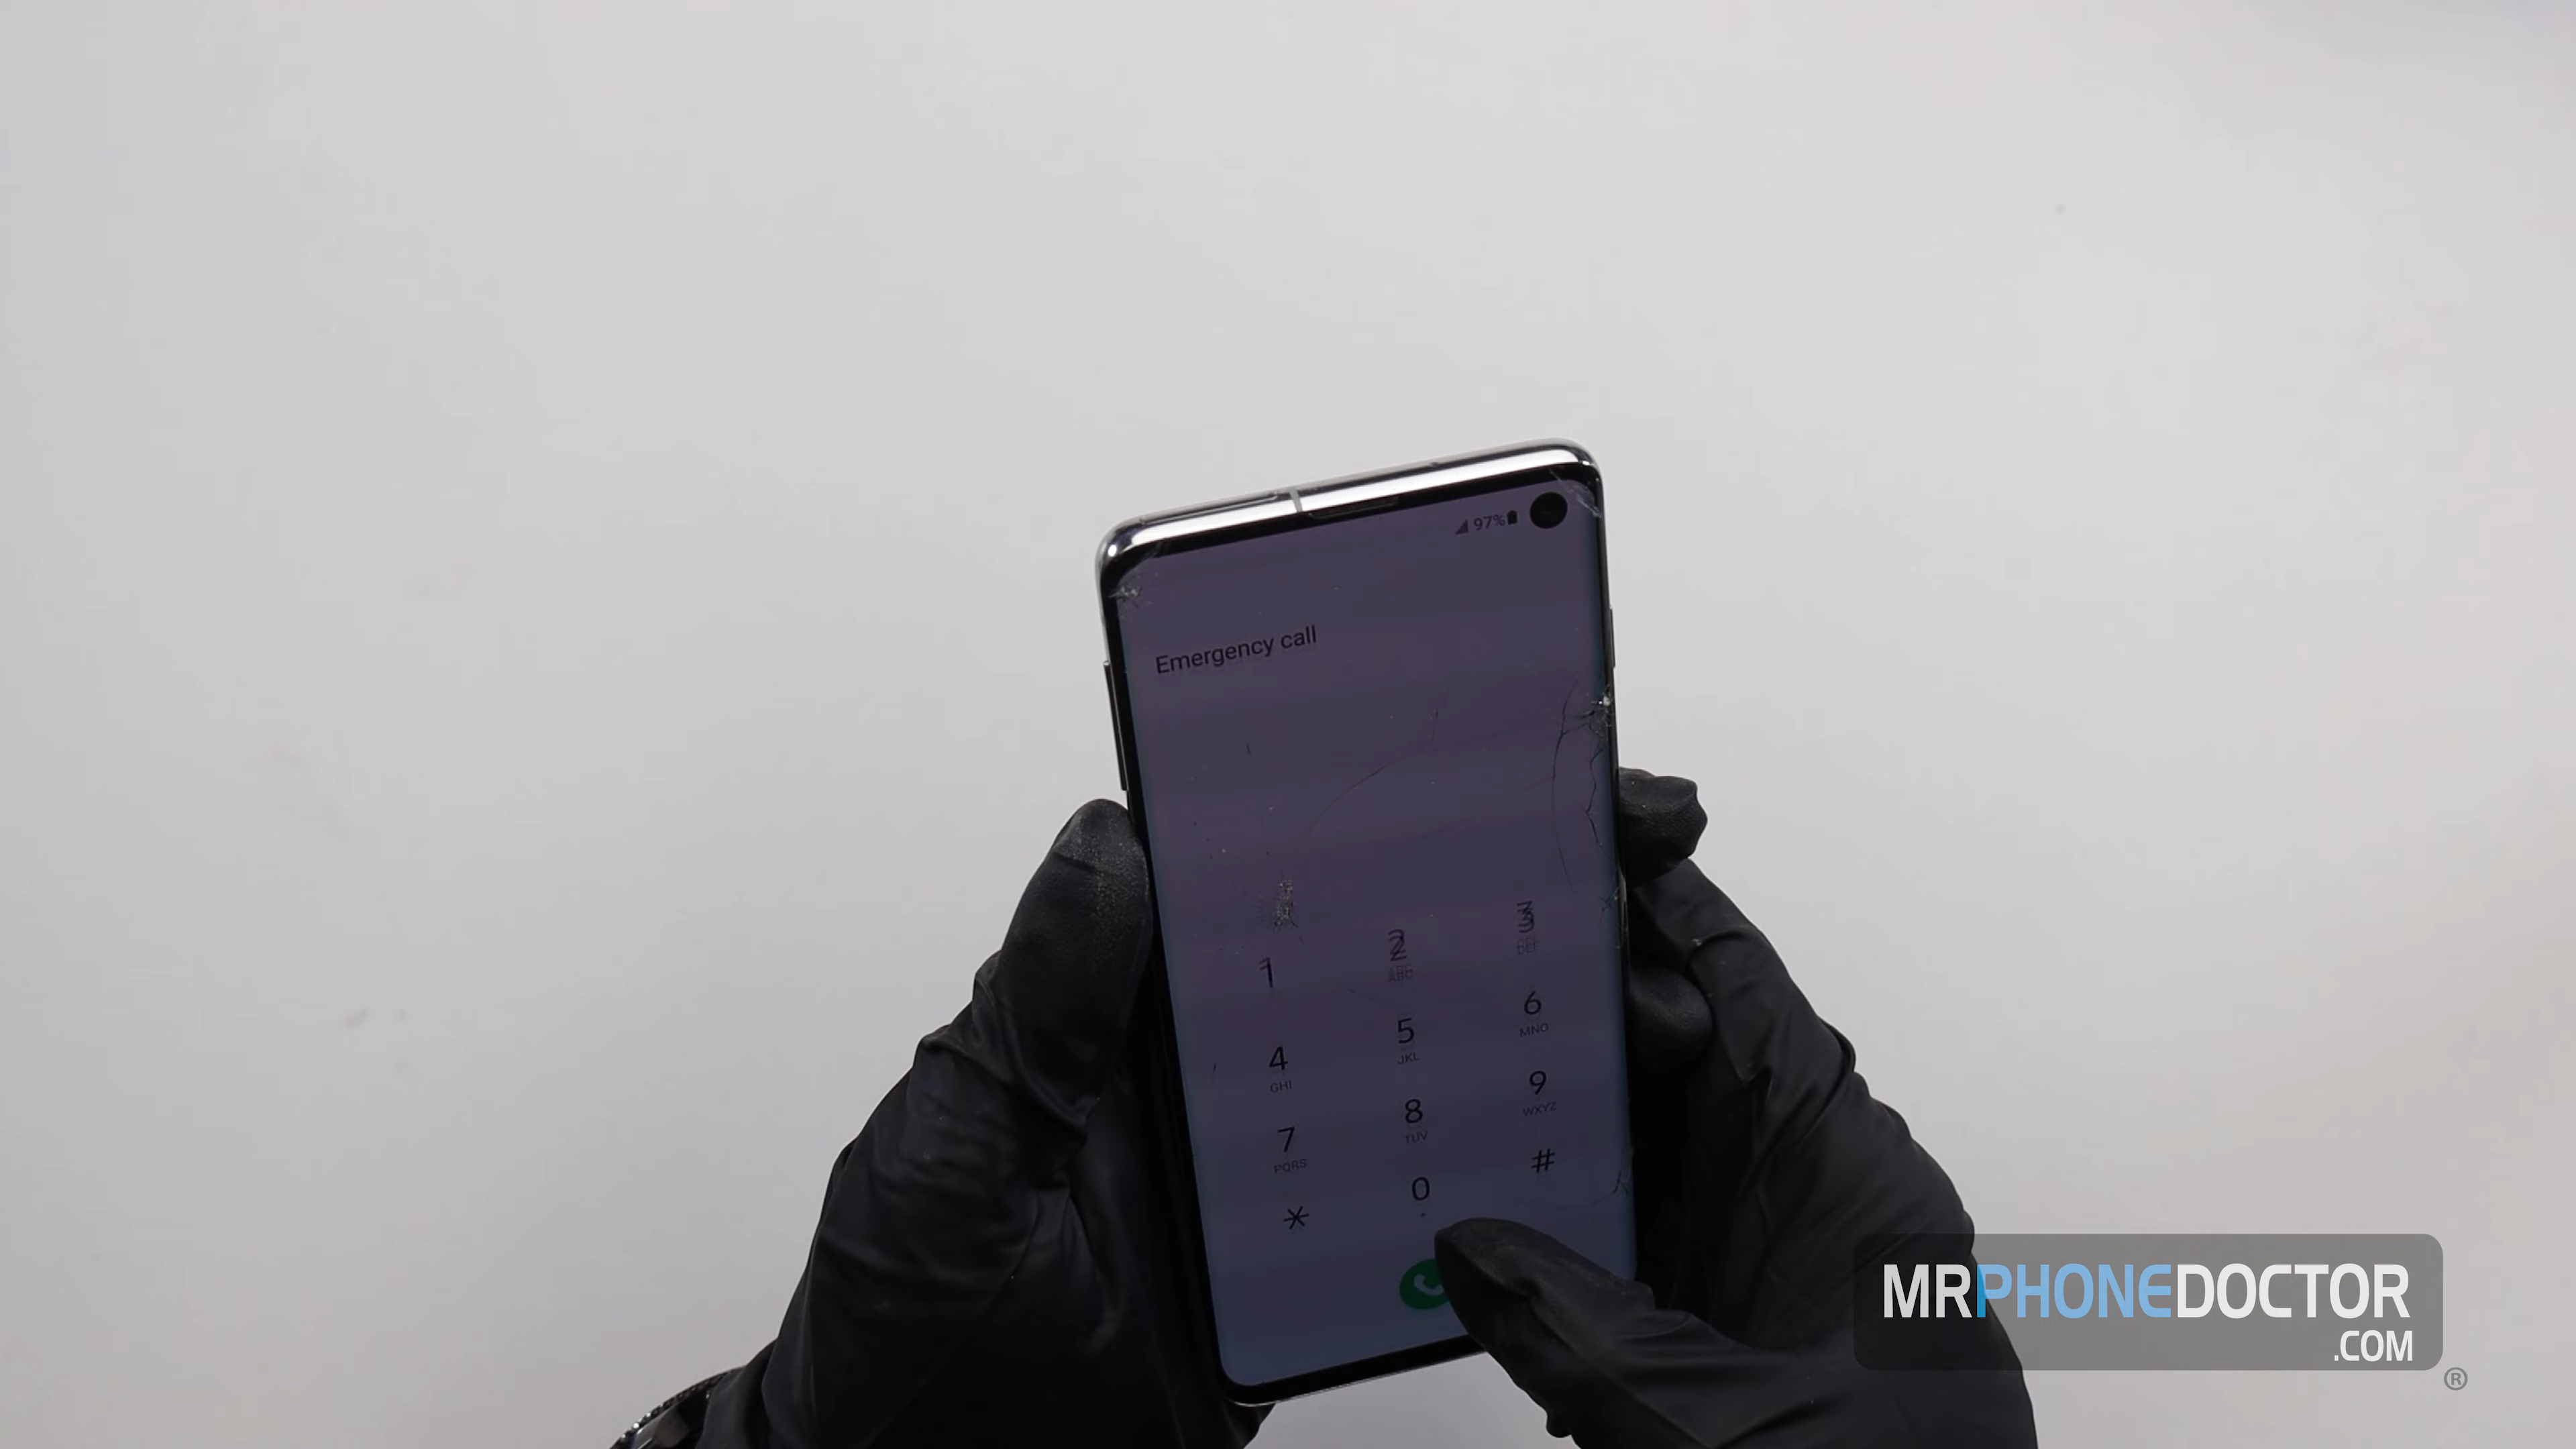 97%
Emergency call
1 2 3
ABC DEF
4 5 6
GHI JKL MNO
7 8 9
PQRS TUV WXYZ
* 0 #
+
MRPHONEDOCTOR
.COM
®